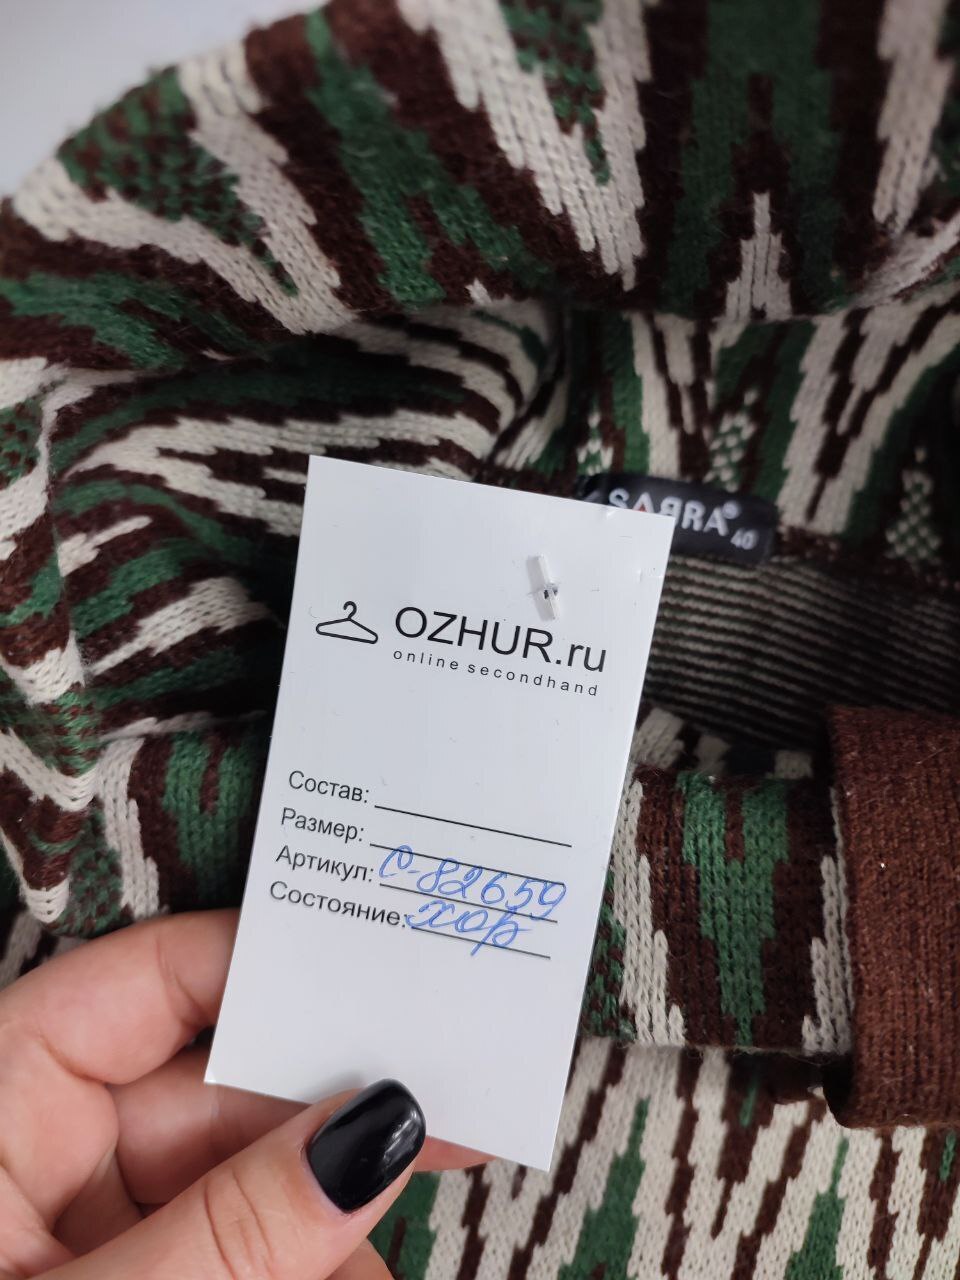 SABRA®
40
OZHUR.ru
online secondhand
Состав:
Размер:
Артикул: С-82659
Состояние: хор